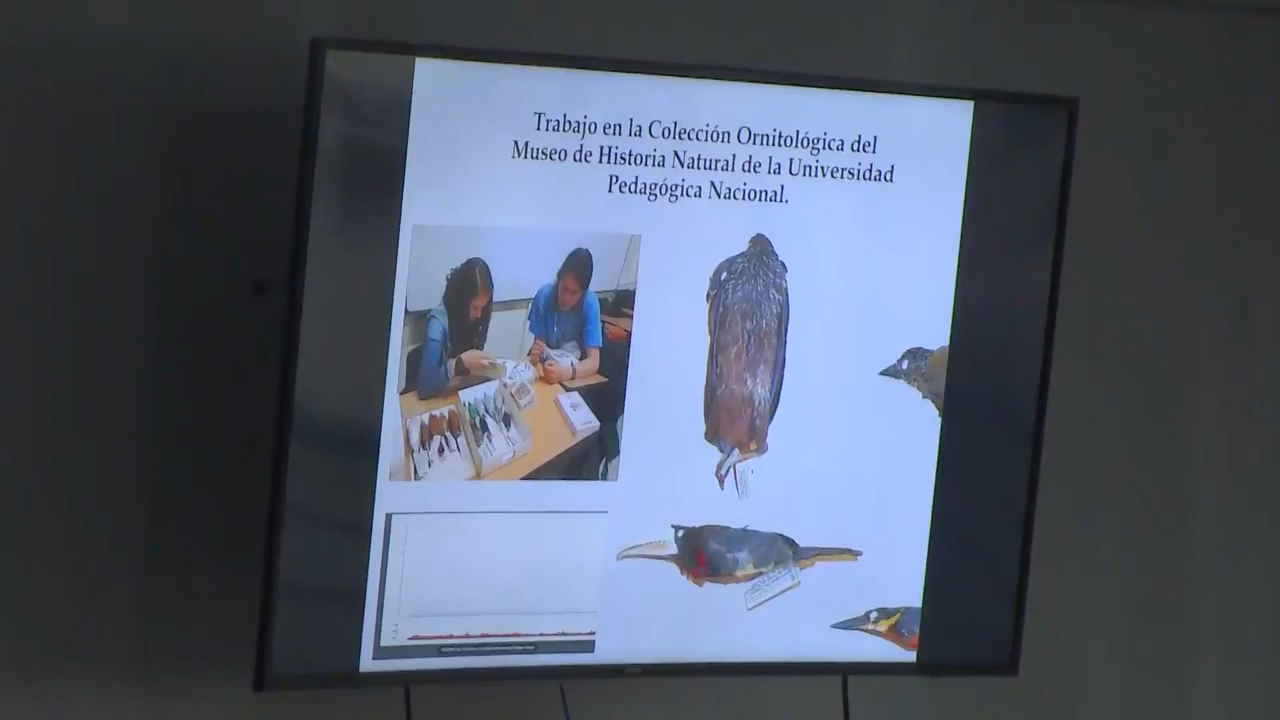 Trabajo en la Colección Ornitológica del
Museo de Historia Natural de la Universidad
Pedagógica Nacional.